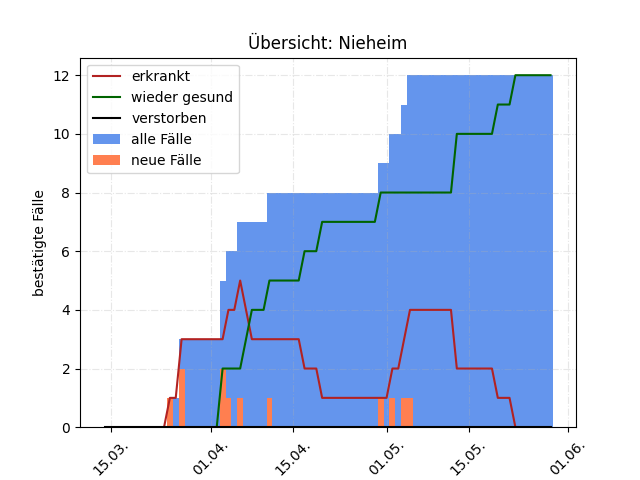 Übersicht: Nieheim
bestätigte Fälle
12
10
8
6
4
2
0
erkrankt
wieder gesund
verstorben
alle Fälle
neue Fälle
15.03.
01.04.
15.04.
01.05.
15.05.
01.06.